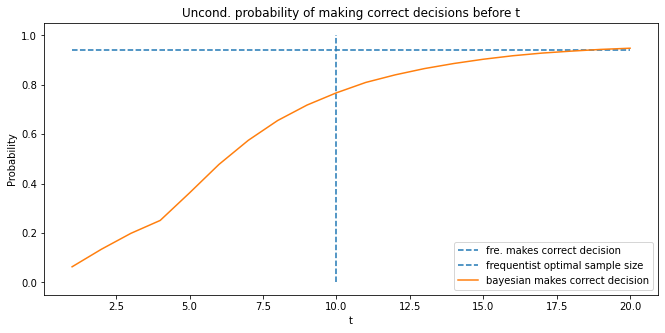 Uncond. probability of making correct decisions before t
Probability
1.0
0.8
0.6
0.4
0.2
0.0
fre. makes correct decision
frequentist optimal sample size
bayesian makes correct decision
2.5 5.0 7.5 10.0 12.5 15.0 17.5 20.0
t